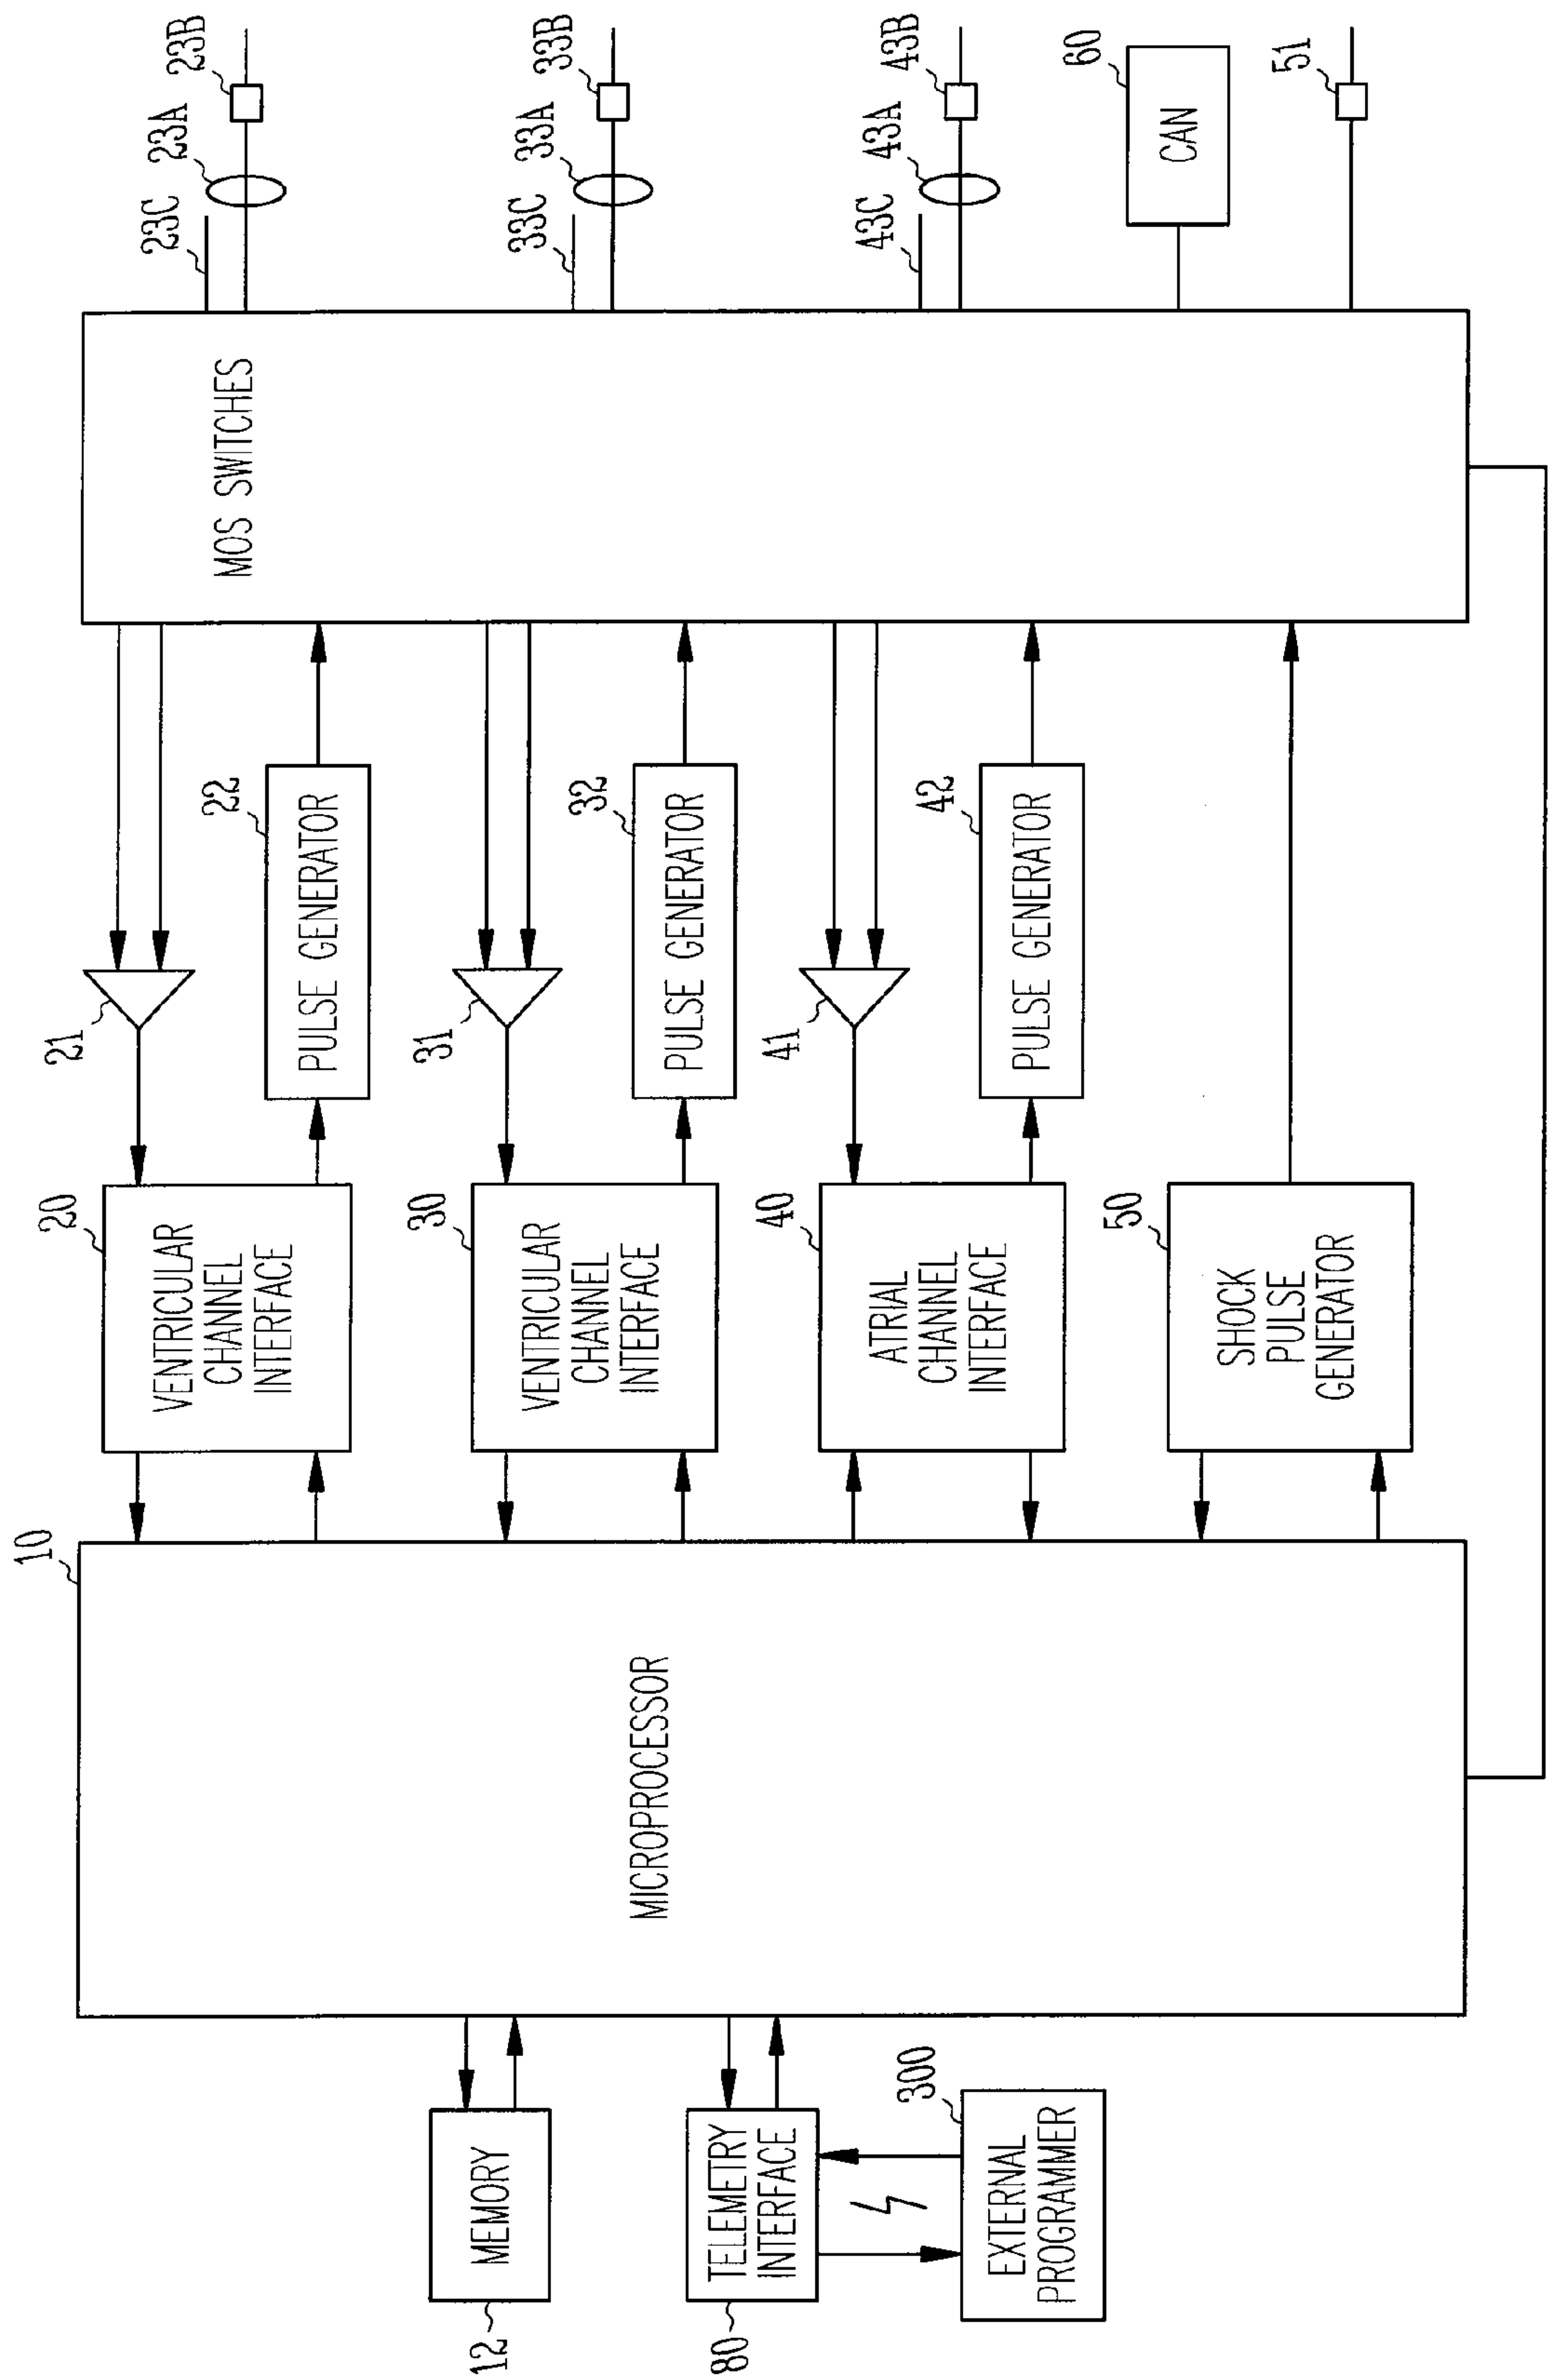 10
MICROPROCESSOR
12
MEMORY
80
TELEMETRY
INTERFACE
300
EXTERNAL
PROGRAMMER
20
VENTRICULAR
CHANNEL
INTERFACE
21
22
PULSE GENERATOR
30
VENTRICULAR
CHANNEL
INTERFACE
31
32
PULSE GENERATOR
40
ATRIAL
CHANNEL
INTERFACE
41
42
PULSE GENERATOR
50
SHOCK
PULSE
GENERATOR
MOS SWITCHES
23C
23A
23B
33C
33A
33B
43C
43A
43B
60
CAN
51